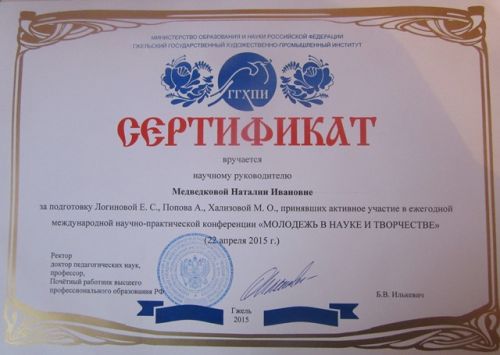 МИНИСТЕРСТВО ОБРАЗОВАНИЯ И НАУКИ РОССИЙСКОЙ ФЕДЕРАЦИИ
ГЖЕЛЬСКИЙ ГОСУДАРСТВЕННЫЙ ХУДОЖЕСТВЕННО-ПРОМЫШЛЕННЫЙ ИНСТИТУТ
ГГХПИ
СЕРТИФИКАТ
вручается
научному руководителю
Медведковой Наталии Ивановне
за подготовку Логиновой Е. С., Попова А., Хализовой М. О., принявших активное участие в ежегодной
международной научно-практической конференции «МОЛОДЕЖЬ В НАУКЕ И ТВОРЧЕСТВЕ»
(22 апреля 2015 г.)
Ректор
доктор педагогических наук,
профессор,
Почётный работник высшего
профессионального образования РФ
Б.В. Илькевич
Гжель
2015